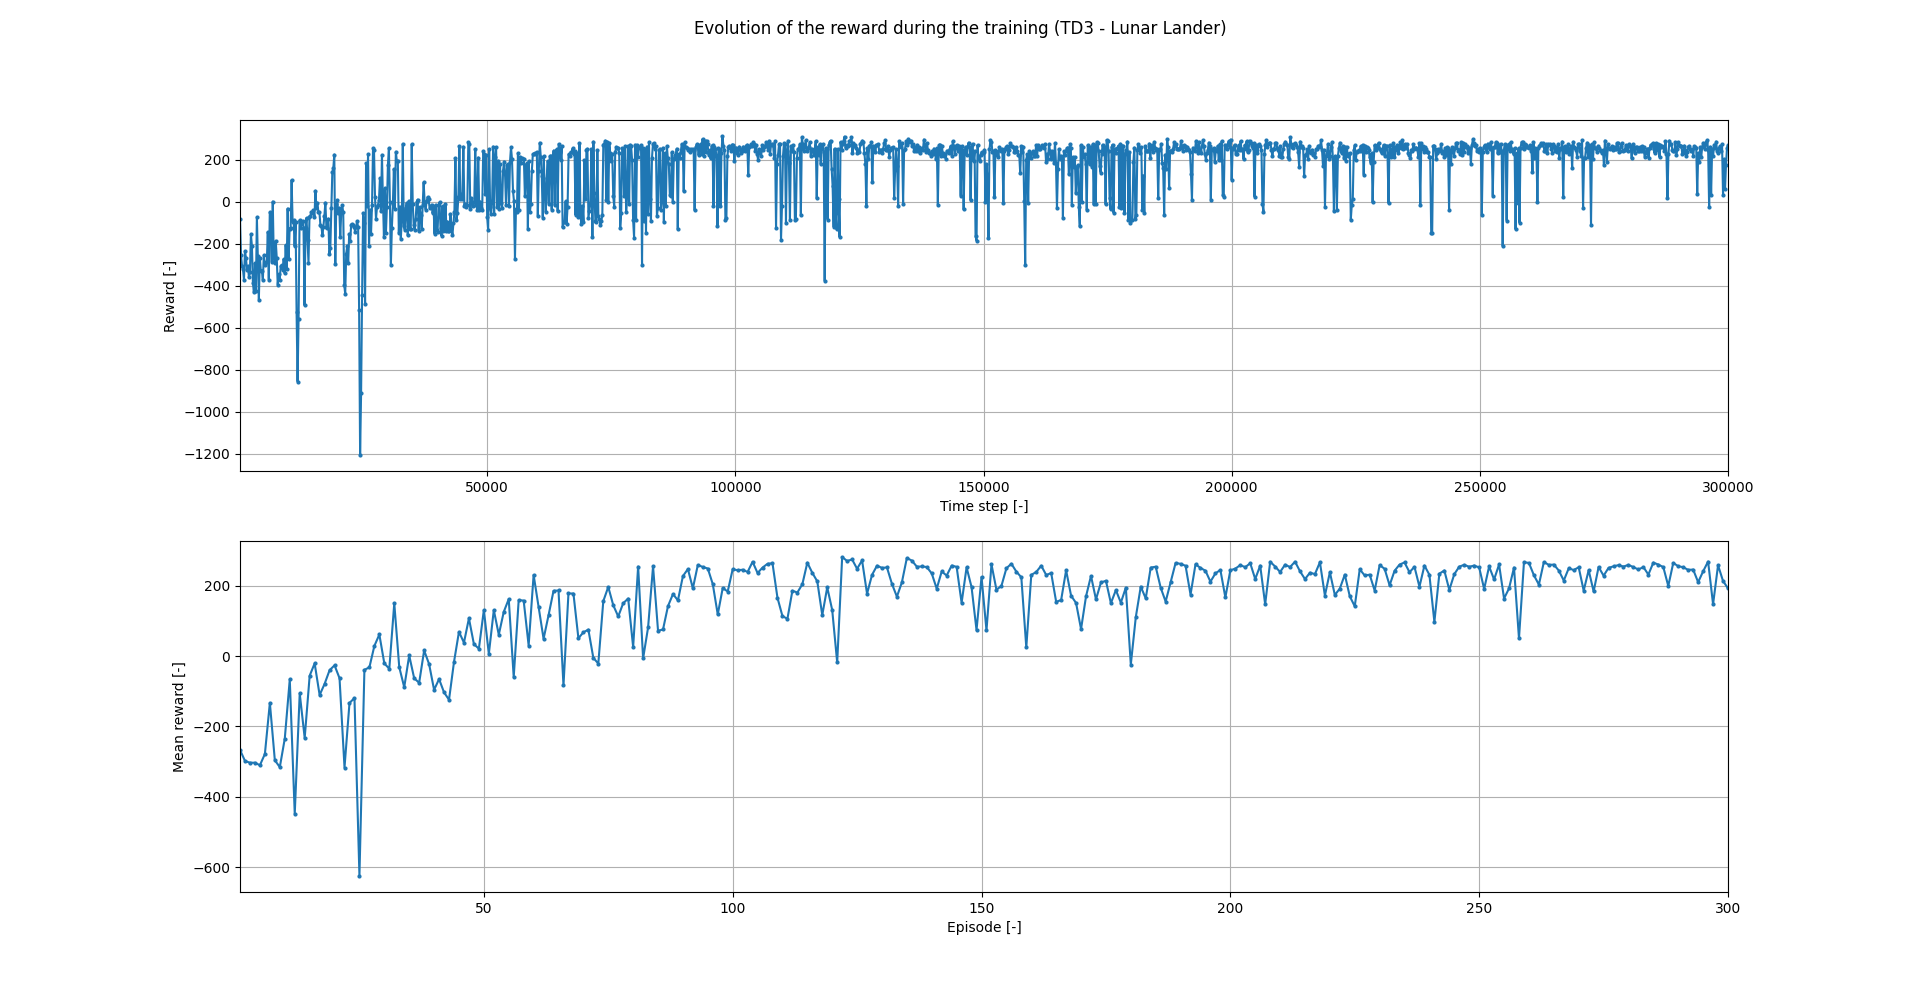 Evolution of the reward during the training (TD3 - Lunar Lander)
200
0
−200
−400
−600
−800
−1000
−1200
Reward [-]
50000 100000 150000 200000 250000 300000
Time step [-]
200
0
−200
−400
−600
Mean reward [-]
50 100 150 200 250 300
Episode [-]